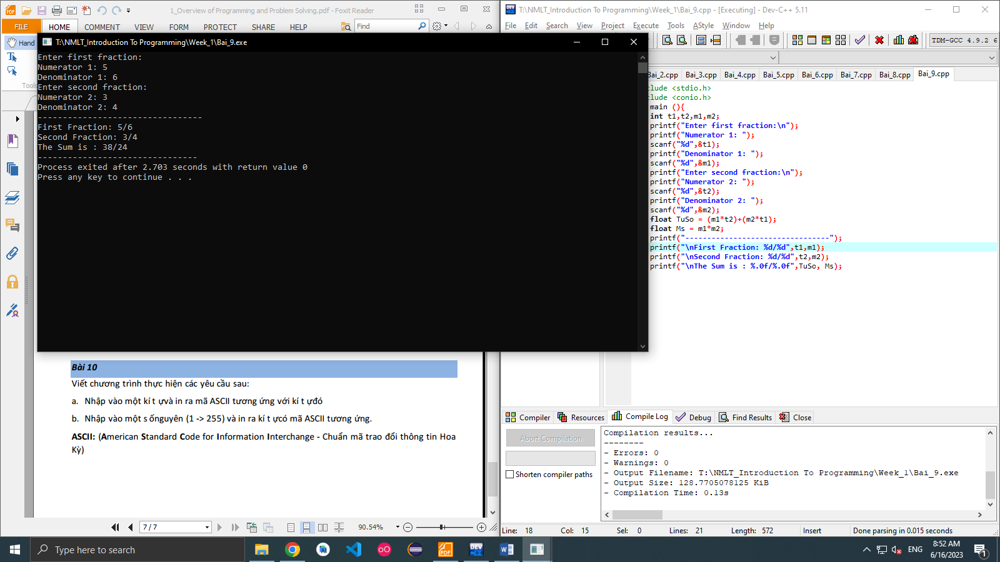 1_Overview of Programming and Problem Solving.pdf - Foxit Reader
FILE HOME COMMENT VIEW FORM PROTECT SHARE HELP
Find
Hand
Tools
T:\NMLT_Introduction To Programming\Week_1\Bai_9.exe
Enter first fraction:
Numerator 1: 5
Denominator 1: 6
Enter second fraction:
Numerator 2: 3
Denominator 2: 4
---------------------------------
First Fraction: 5/6
Second Fraction: 3/4
The Sum is : 38/24
--------------------------------
Process exited after 2.703 seconds with return value 0
Press any key to continue . . .
Bài 10
Viết chương trình thực hiện các yêu cầu sau:
a. Nhập vào một kí t ựvà in ra mã ASCII tương ứng với kí t ựđó
b. Nhập vào một s ốnguyên (1 -> 255) và in ra kí t ựcó mã ASCII tương ứng.
ASCII: (American Standard Code for Information Interchange - Chuẩn mã trao đổi thông tin Hoa
Kỳ)
7 / 7
90.54%
T:\NMLT_Introduction To Programming\Week_1\Bai_9.cpp - [Executing] - Dev-C++ 5.11
File Edit Search View Project Execute Tools AStyle Window Help
TDM-GCC 4.9.2 6
Bai_2.cpp Bai_3.cpp Bai_4.cpp Bai_5.cpp Bai_6.cpp Bai_7.cpp Bai_8.cpp Bai_9.cpp
clude <stdio.h>
clude <conio.h>
main (){
int t1,t2,m1,m2;
printf("Enter first fraction:\n");
printf("Numerator 1: ");
scanf("%d",&t1);
printf("Denominator 1: ");
scanf("%d",&m1);
printf("Enter second fraction:\n");
printf("Numerator 2: ");
scanf("%d",&t2);
printf("Denominator 2: ");
scanf("%d",&m2);
float TuSo = (m1*t2)+(m2*t1);
float Ms = m1*m2;
printf("---------------------------------");
printf("\nFirst Fraction: %d/%d",t1,m1);
printf("\nSecond Fraction: %d/%d",t2,m2);
printf("\nThe Sum is : %.0f/%.0f",TuSo, Ms);
Compiler Resources Compile Log Debug Find Results Close
Abort Compilation
Shorten compiler paths
Compilation results...
--------
- Errors: 0
- Warnings: 0
- Output Filename: T:\NMLT_Introduction To Programming\Week_1\Bai_9.exe
- Output Size: 128.7705078125 KiB
- Compilation Time: 0.13s
Line: 18 Col: 15 Sel: 0 Lines: 21 Length: 572 Insert Done parsing in 0.015 seconds
Type here to search
ENG
8:52 AM
6/16/2023
1